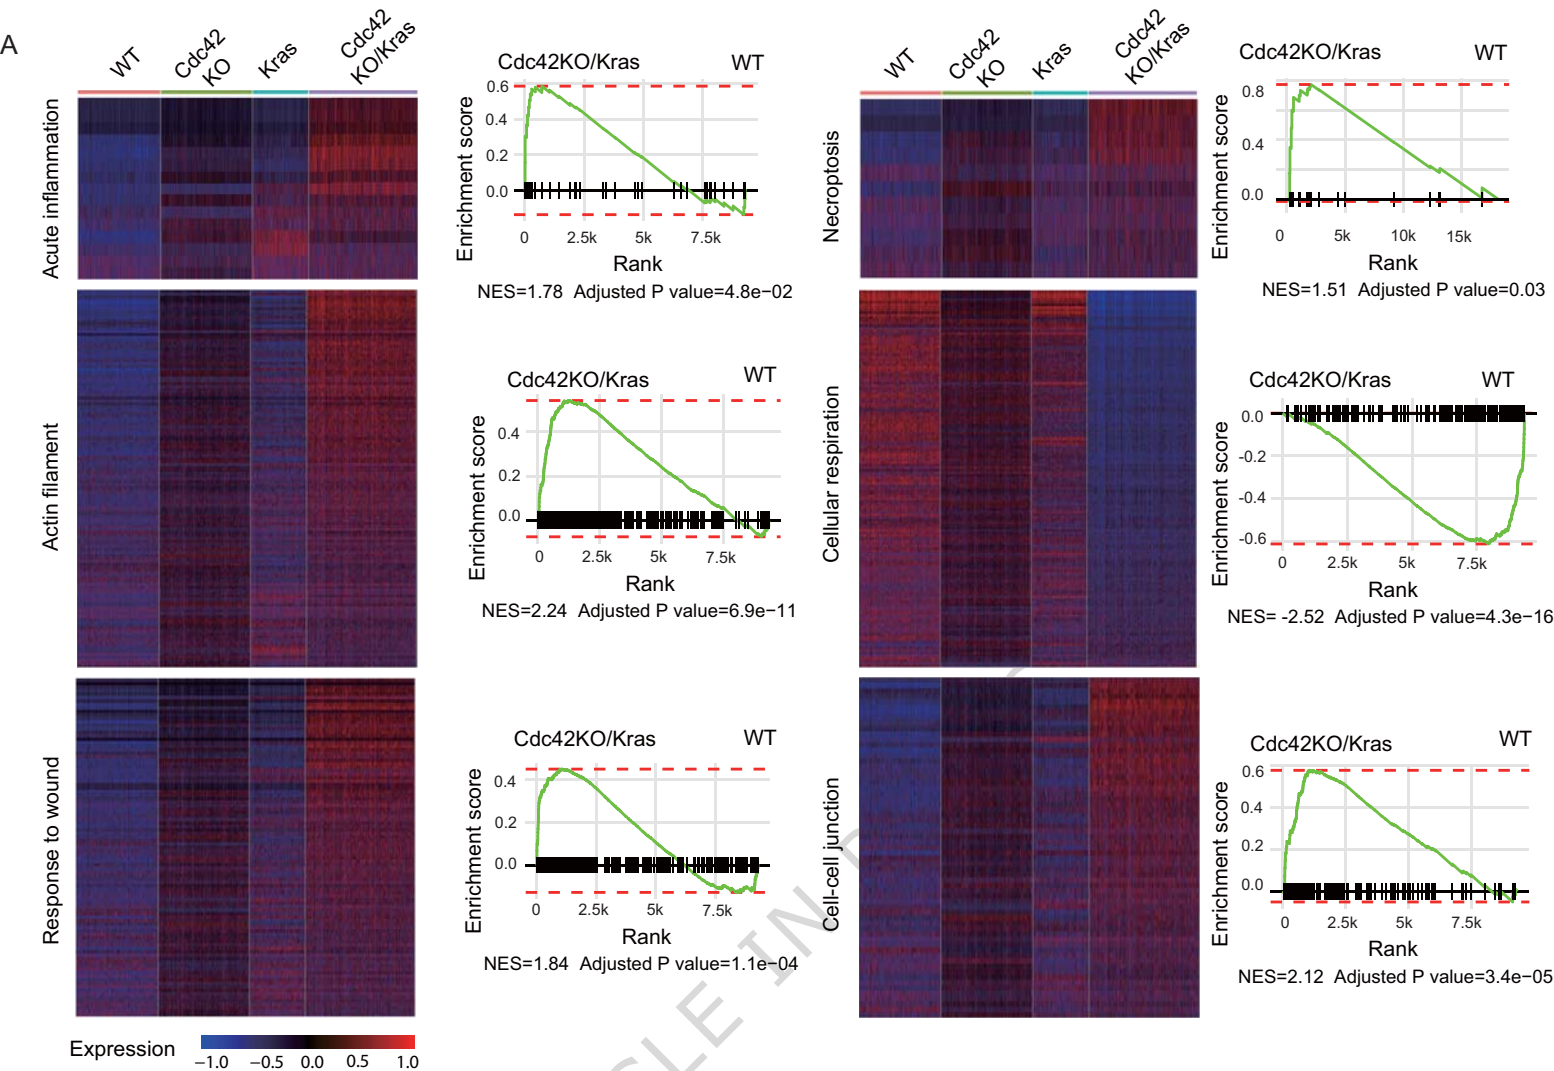 A
WT
Cdc42
KO
Kras
Cdc42
KO/Kras
Acute inflammation
Cdc42KO/Kras WT
Enrichment score
0.6
0.4
0.2
0.0
0 2.5k 5k 7.5k
Rank
NES=1.78 Adjusted P value=4.8e−02
Actin filament
Cdc42KO/Kras WT
Enrichment score
0.4
0.2
0.0
0 2.5k 5k 7.5k
Rank
NES=2.24 Adjusted P value=6.9e−11
Response to wound
Cdc42KO/Kras WT
Enrichment score
0.4
0.2
0.0
0 2.5k 5k 7.5k
Rank
NES=1.84 Adjusted P value=1.1e−04
Expression
−1.0 −0.5 0.0 0.5 1.0
WT
Cdc42
KO
Kras
Cdc42
KO/Kras
Necroptosis
Cdc42KO/Kras WT
Enrichment score
0.8
0.4
0.0
0 5k 10k 15k
Rank
NES=1.51 Adjusted P value=0.03
Cellular respiration
Cdc42KO/Kras WT
Enrichment score
0.0
-0.2
-0.4
-0.6
0 2.5k 5k 7.5k
Rank
NES= -2.52 Adjusted P value=4.3e−16
Cell-cell junction
Cdc42KO/Kras WT
Enrichment score
0.6
0.4
0.2
0.0
0 2.5k 5k 7.5k
Rank
NES=2.12 Adjusted P value=3.4e−05
CLE IN